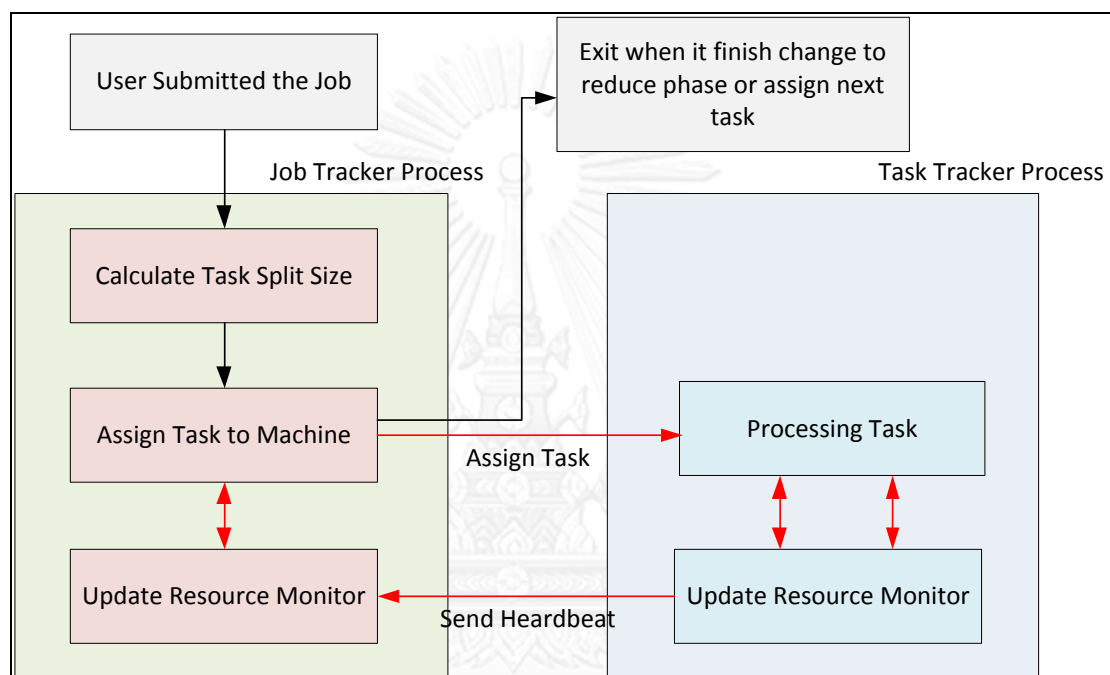 User Submitted the Job
Exit when it finish change to
reduce phase or assign next
task
Job Tracker Process
Task Tracker Process
Calculate Task Split Size
Assign Task to Machine
Processing Task
Assign Task
Update Resource Monitor
Update Resource Monitor
Send Heardbeat